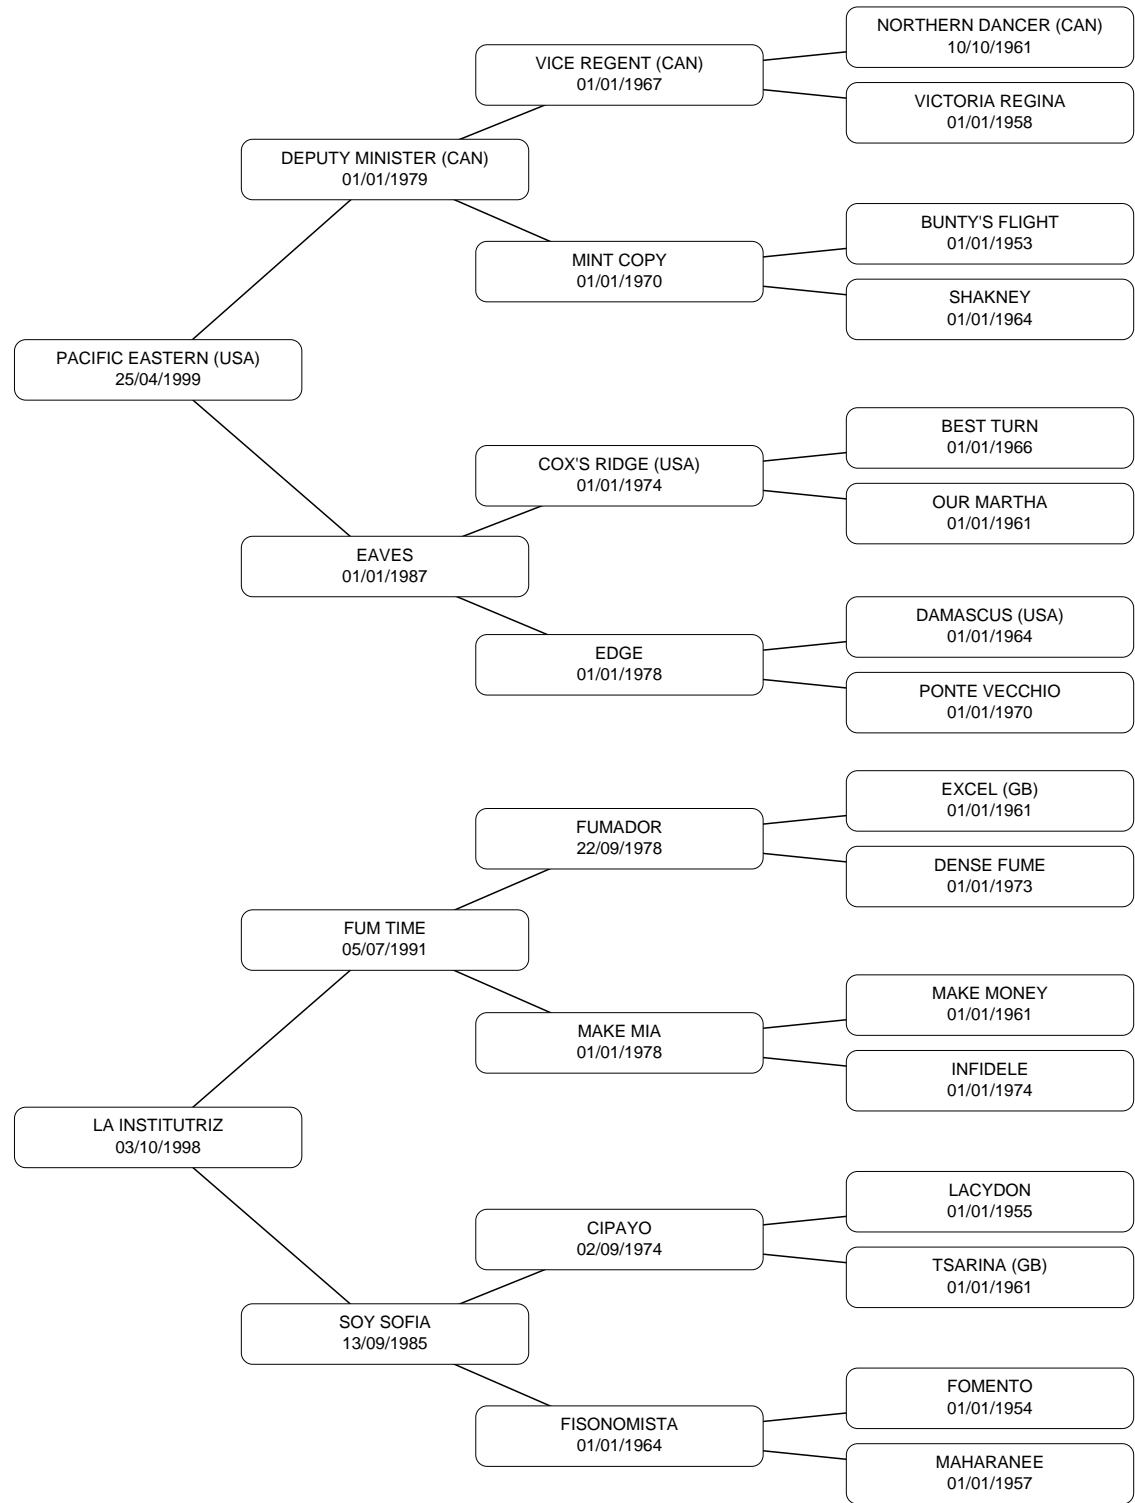 NORTHERN DANCER (CAN)
10/10/1961
VICE REGENT (CAN)
01/01/1967
VICTORIA REGINA
01/01/1958
DEPUTY MINISTER (CAN)
01/01/1979
BUNTY'S FLIGHT
01/01/1953
MINT COPY
01/01/1970
SHAKNEY
01/01/1964
PACIFIC EASTERN (USA)
25/04/1999
BEST TURN
01/01/1966
COX'S RIDGE (USA)
01/01/1974
OUR MARTHA
01/01/1961
EAVES
01/01/1987
DAMASCUS (USA)
01/01/1964
EDGE
01/01/1978
PONTE VECCHIO
01/01/1970
EXCEL (GB)
01/01/1961
FUMADOR
22/09/1978
DENSE FUME
01/01/1973
FUM TIME
05/07/1991
MAKE MONEY
01/01/1961
MAKE MIA
01/01/1978
INFIDELE
01/01/1974
LA INSTITUTRIZ
03/10/1998
LACYDON
01/01/1955
CIPAYO
02/09/1974
TSARINA (GB)
01/01/1961
SOY SOFIA
13/09/1985
FOMENTO
01/01/1954
FISONOMISTA
01/01/1964
MAHARANEE
01/01/1957